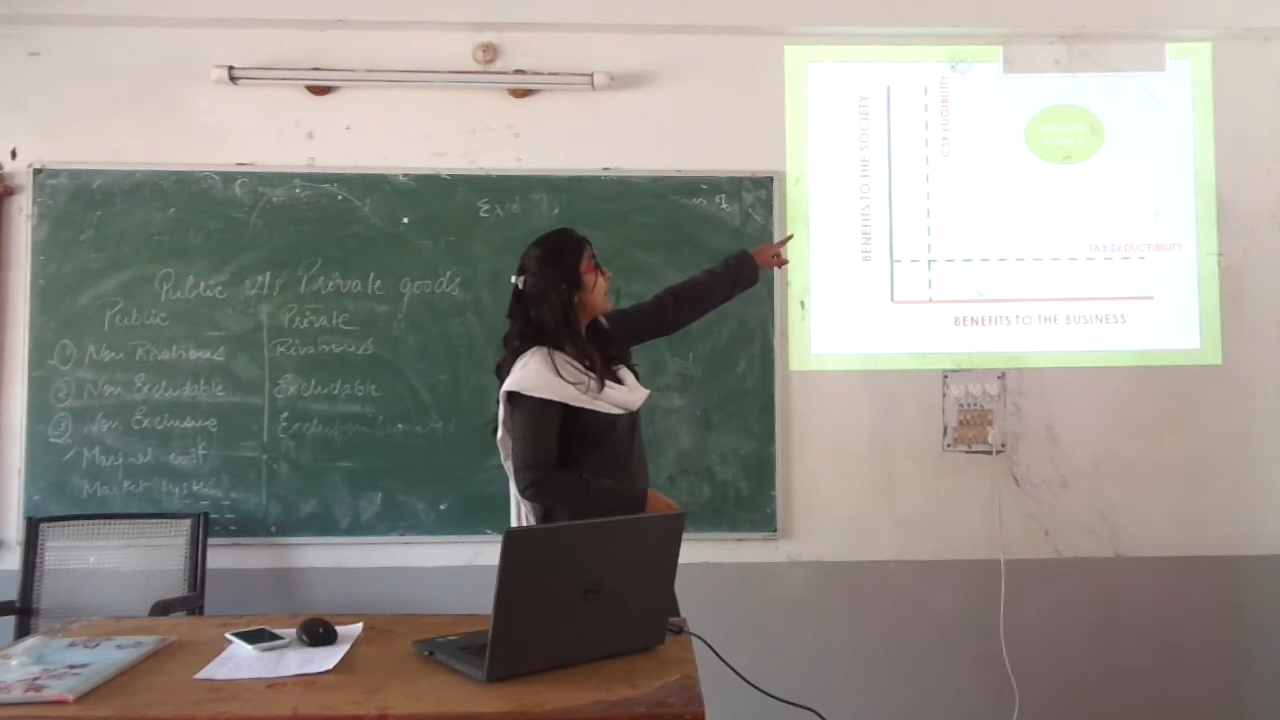 Public v/s Private goods
Public Private
① Non Rivalrous Rivalrous
② Non Excludable Excludable
③ Non Exclusive
Marginal cost
Market system
BENEFITS TO THE SOCIETY
CSR ELIGIBILITY
TAX DEDUCTIBILITY
BENEFITS TO THE BUSINESS
DELL